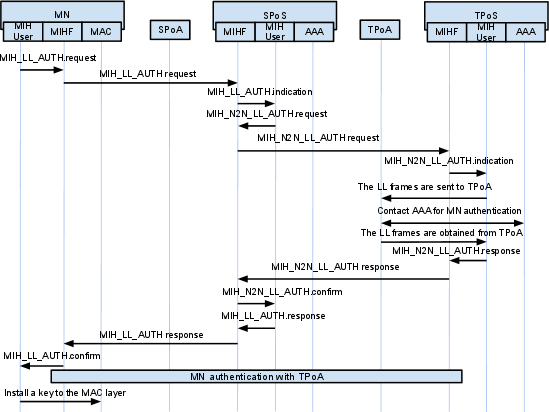 MN
SPoS
TPoS
MIH User
MIHF
MAC
SPoA
MIHF
MIH User
AAA
TPoA
MIHF
MIH User
AAA
MIH_LL_AUTH.request
MIH_LL_AUTH request
MIH_LL_AUTH.indication
MIH_N2N_LL_AUTH.request
MIH_N2N_LL_AUTH request
MIH_N2N_LL_AUTH.indication
The LL frames are sent to TPoA
Contact AAA for MN authentication
The LL frames are obtained from TPoA
MIH_N2N_LL_AUTH.response
MIH_N2N_LL_AUTH response
MIH_N2N_LL_AUTH.confirm
MIH_LL_AUTH.response
MIH_LL_AUTH response
MIH_LL_AUTH.confirm
MN authentication with TPoA
Install a key to the MAC layer